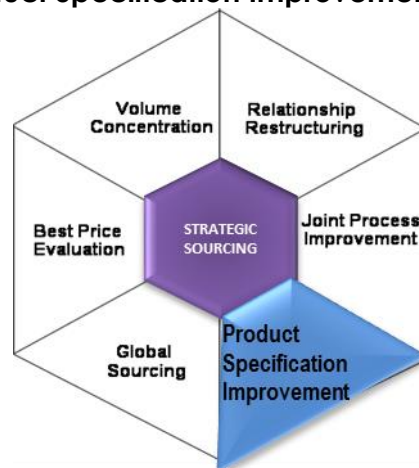 Volume
Concentration
Relationship
Restructuring
Best Price
Evaluation
STRATEGIC
SOURCING
Joint Process
Improvement
Global
Sourcing
Product
Specification
Improvement